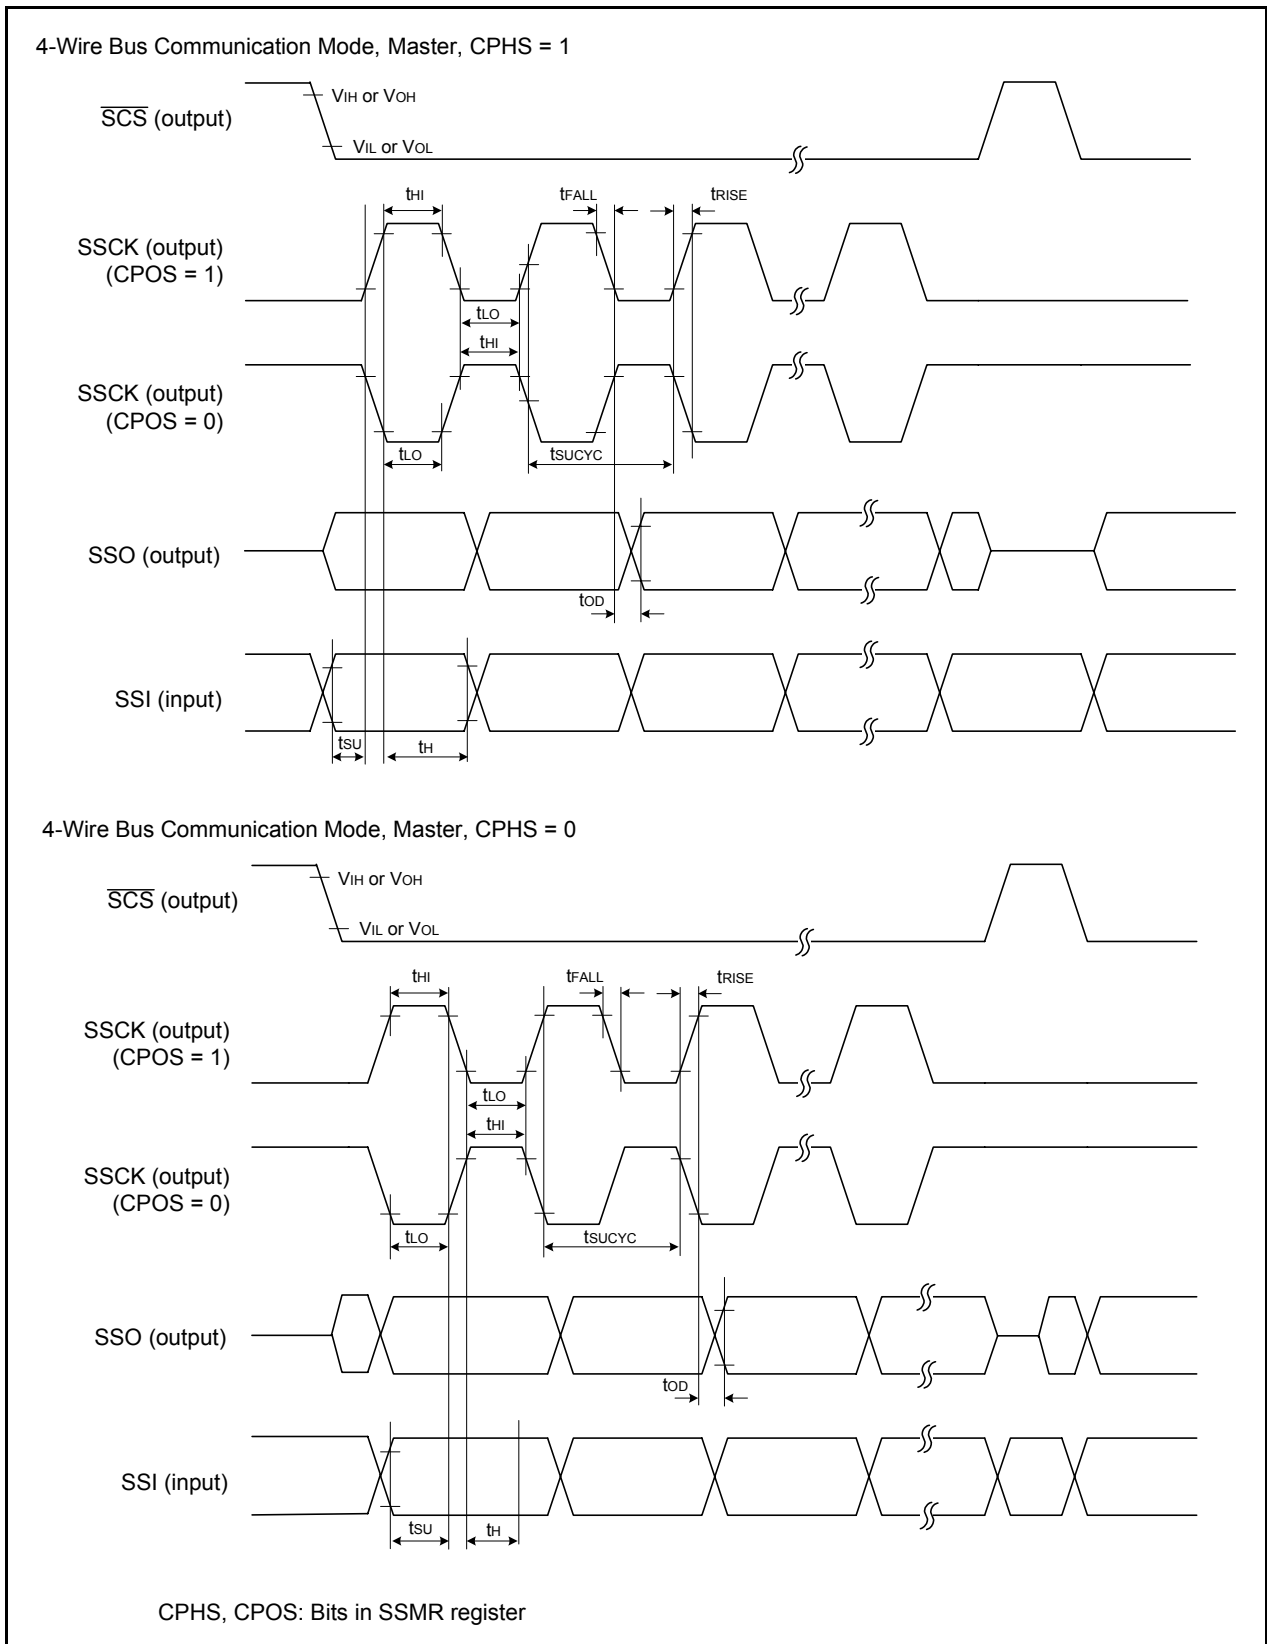 4-Wire Bus Communication Mode, Master, CPHS = 1
VIH or VOH
SCS (output)
VIL or VOL
tHI
tFALL
tRISE
SSCK (output)
(CPOS = 1)
tLO
tHI
SSCK (output)
(CPOS = 0)
tLO
tSUCYC
SSO (output)
tOD
SSI (input)
tSU
tH
4-Wire Bus Communication Mode, Master, CPHS = 0
VIH or VOH
SCS (output)
VIL or VOL
tHI
tFALL
tRISE
SSCK (output)
(CPOS = 1)
tLO
tHI
SSCK (output)
(CPOS = 0)
tLO
tSUCYC
SSO (output)
tOD
SSI (input)
tSU
tH
CPHS, CPOS: Bits in SSMR register